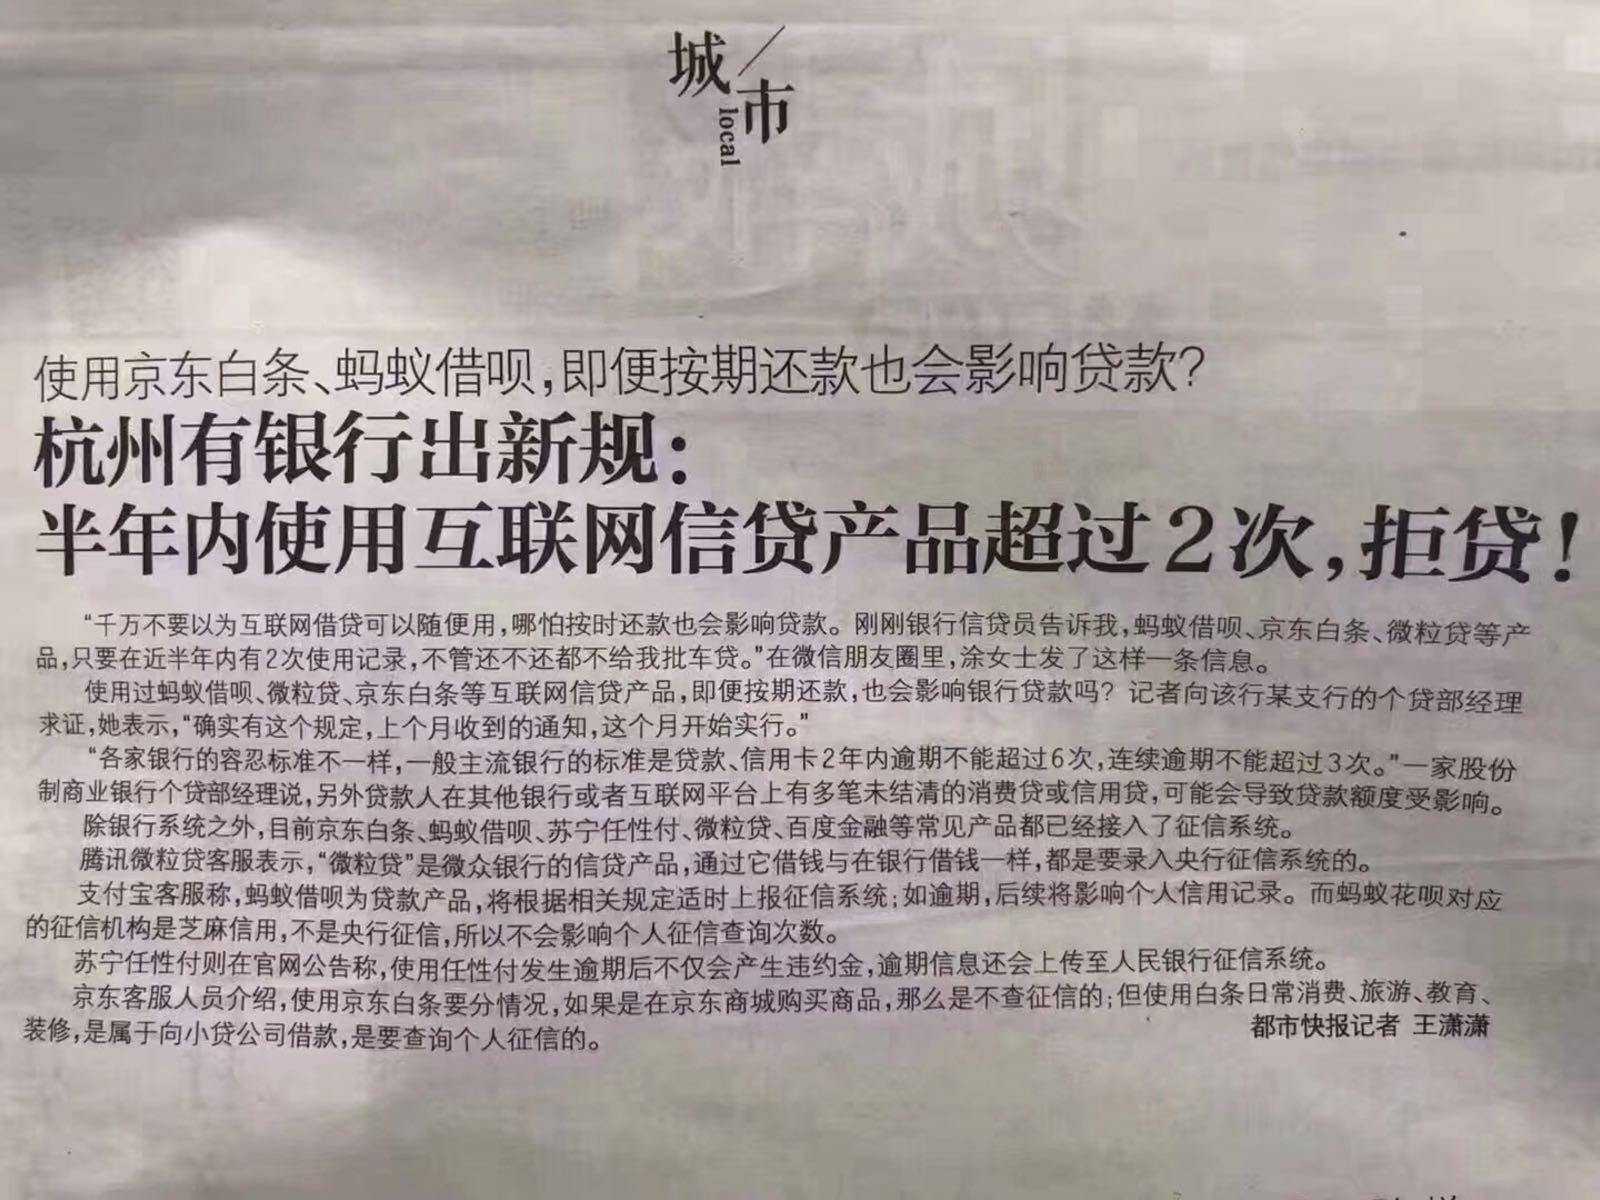 城/市
local
使用京东白条、蚂蚁借呗,即便按期还款也会影响贷款?
杭州有银行出新规:
半年内使用互联网信贷产品超过2次,拒贷!
“千万不要以为互联网借贷可以随便用,哪怕按时还款也会影响贷款。刚刚银行信贷员告诉我,蚂蚁借呗、京东白条、微粒贷等产
品,只要在近半年内有2次使用记录,不管还不还都不给我批车贷。”在微信朋友圈里,涂女士发了这样一条信息。
使用过蚂蚁借呗、微粒贷、京东白条等互联网信贷产品,即便按期还款,也会影响银行贷款吗?记者向该行某支行的个贷部经理
求证,她表示,“确实有这个规定,上个月收到的通知,这个月开始实行。”
“各家银行的容忍标准不一样,一般主流银行的标准是贷款、信用卡2年内逾期不能超过6次,连续逾期不能超过3次。”一家股份
制商业银行个贷部经理说,另外贷款人在其他银行或者互联网平台上有多笔未结清的消费贷或信用贷,可能会导致贷款额度受影响。
除银行系统之外,目前京东白条、蚂蚁借呗、苏宁任性付、微粒贷、百度金融等常见产品都已经接入了征信系统。
腾讯微粒贷客服表示,“微粒贷”是微众银行的信贷产品,通过它借钱与在银行借钱一样,都是要录入央行征信系统的。
支付宝客服称,蚂蚁借呗为贷款产品,将根据相关规定适时上报征信系统;如逾期,后续将影响个人信用记录。而蚂蚁花呗对应
的征信机构是芝麻信用,不是央行征信,所以不会影响个人征信查询次数。
苏宁任性付则在官网公告称,使用任性付发生逾期后不仅会产生违约金,逾期信息还会上传至人民银行征信系统。
京东客服人员介绍,使用京东白条要分情况,如果是在京东商城购买商品,那么是不查征信的;但使用白条日常消费、旅游、教育、
装修,是属于向小贷公司借款,是要查询个人征信的。
都市快报记者 王潇潇